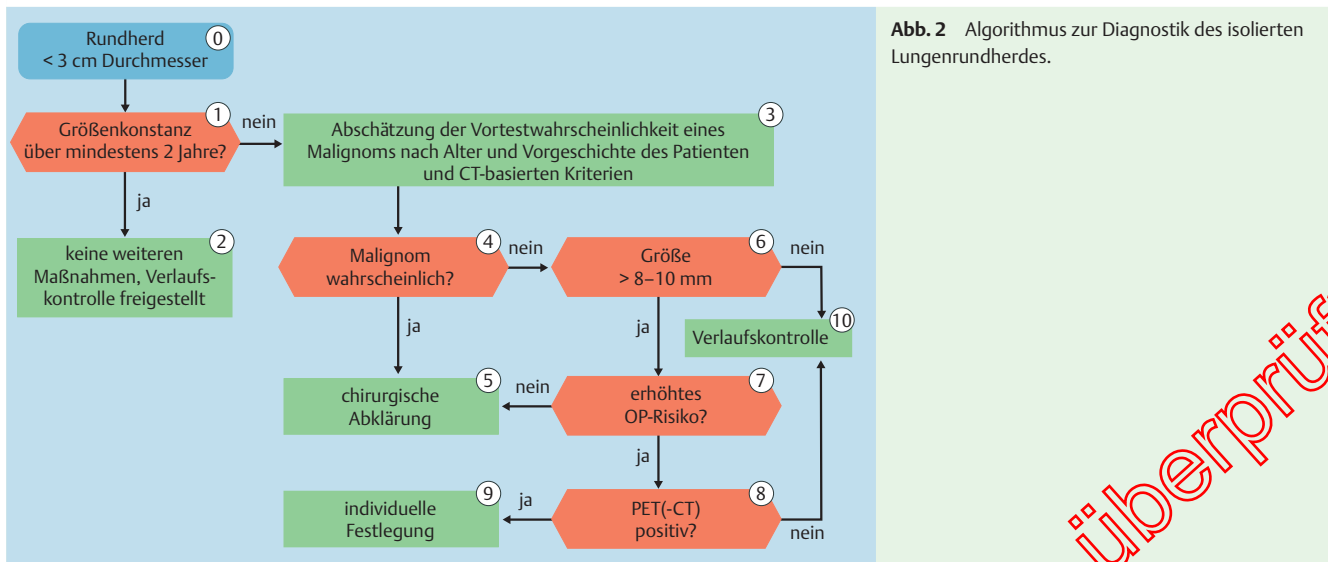 Rundherd
< 3 cm Durchmesser
0
Größenkonstanz
über mindestens 2 Jahre?
1
nein
ja
keine weiteren
Maßnahmen, Verlaufs-
kontrolle freigestellt
2
Abschätzung der Vortestwahrscheinlichkeit eines
Malignoms nach Alter und Vorgeschichte des Patienten
und CT-basierten Kriterien
3
Malignom
wahrscheinlich?
4
nein
ja
Größe
> 8–10 mm
6
nein
ja
Verlaufskontrolle
10
chirurgische
Abklärung
5
nein
erhöhtes
OP-Risiko?
7
ja
individuelle
Festlegung
9
ja
PET(-CT)
positiv?
8
nein
Abb. 2 Algorithmus zur Diagnostik des isolierten
Lungenrundherdes.